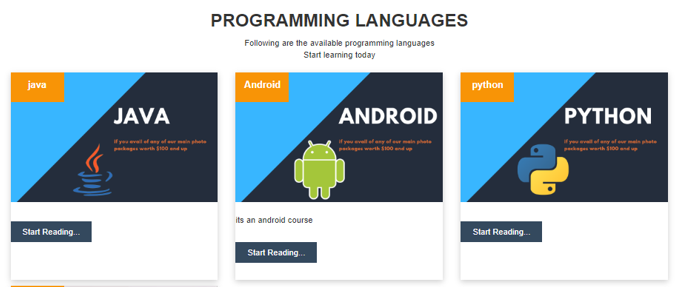 PROGRAMMING LANGUAGES
Following are the available programming languages
Start learning today
java
JAVA
If you avail of any of our main photo
packages worth $100 and up
Start Reading...
Android
ANDROID
If you avail of any of our main photo
packages worth $100 and up
its an android course
Start Reading...
python
PYTHON
If you avail of any of our main photo
packages worth $100 and up
Start Reading...